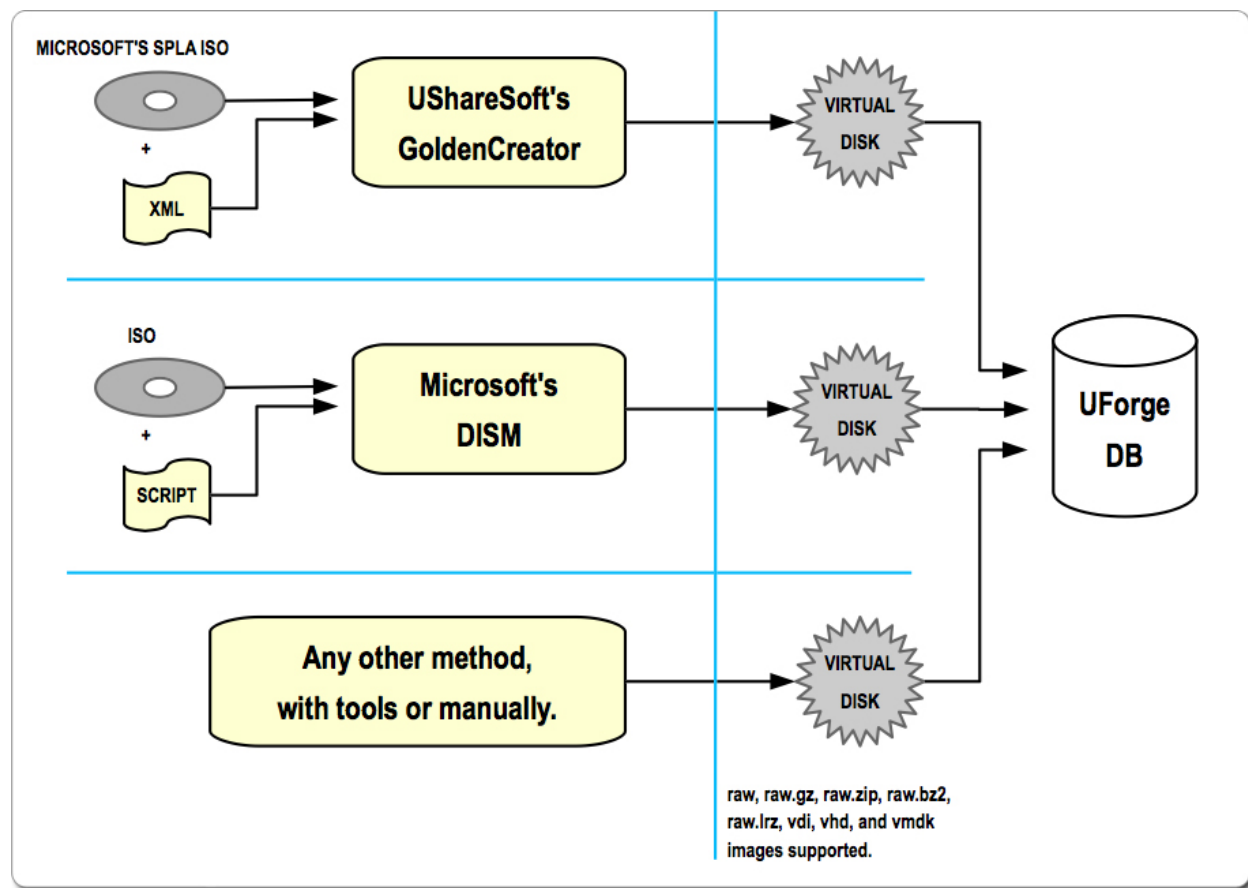 MICROSOFT'S SPLA ISO
+
XML
UShareSoft's
GoldenCreator
VIRTUAL
DISK
ISO
+
SCRIPT
Microsoft's
DISM
VIRTUAL
DISK
UForge
DB
Any other method,
with tools or manually.
VIRTUAL
DISK
raw, raw.gz, raw.zip, raw.bz2,
raw.lrz, vdi, vhd, and vmdk
images supported.